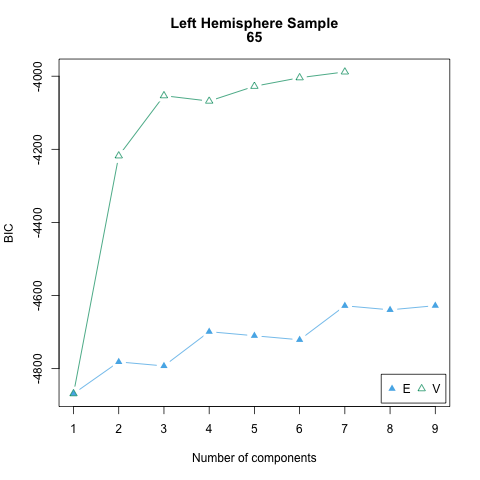 Left Hemisphere Sample
65
BIC
-4000
-4200
-4400
-4600
-4800
1 2 3 4 5 6 7 8 9
Number of components
E V